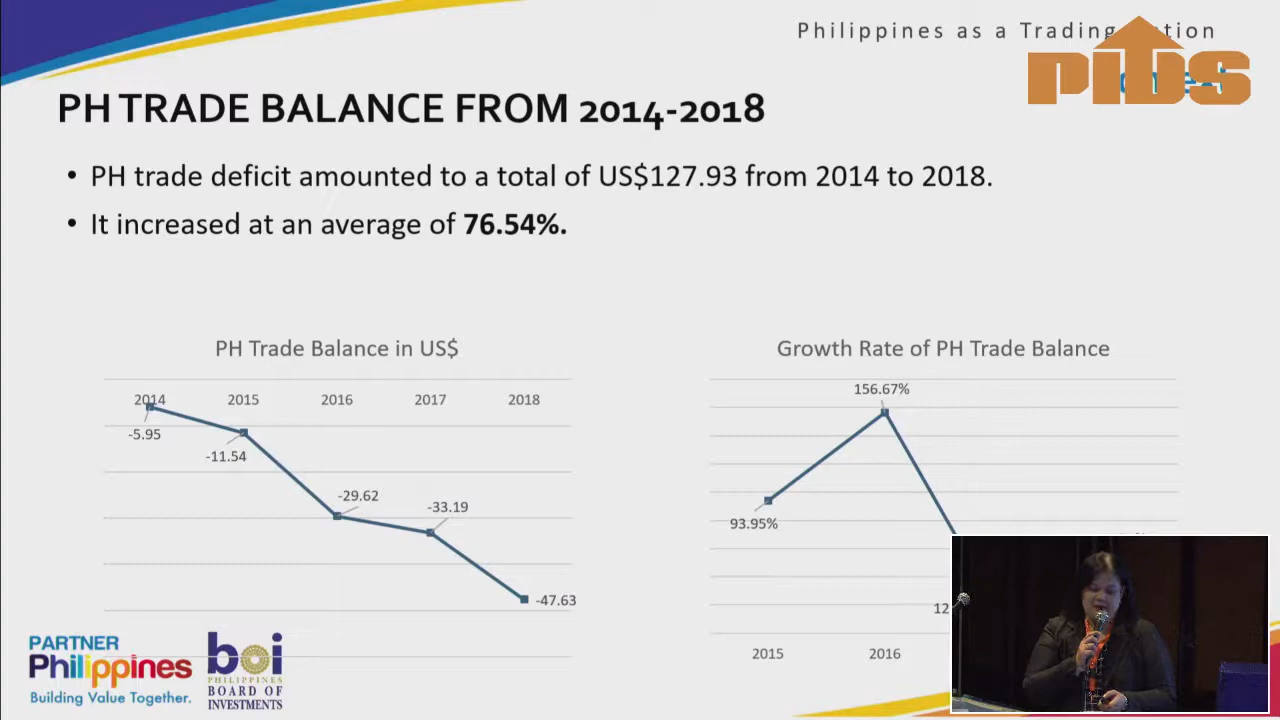 Philippines as a Trading
PIDS
PH TRADE BALANCE FROM 2014-2018
• PH trade deficit amounted to a total of US$127.93 from 2014 to 2018.
• It increased at an average of 76.54%.
PH Trade Balance in US$
2014 2015 2016 2017 2018
-5.95
-11.54
-29.62
-33.19
-47.63
Growth Rate of PH Trade Balance
156.67%
93.95%
12
2015 2016
PARTNER
Philippines
Building Value Together.
boi
PHILIPPINES
BOARD OF
INVESTMENTS